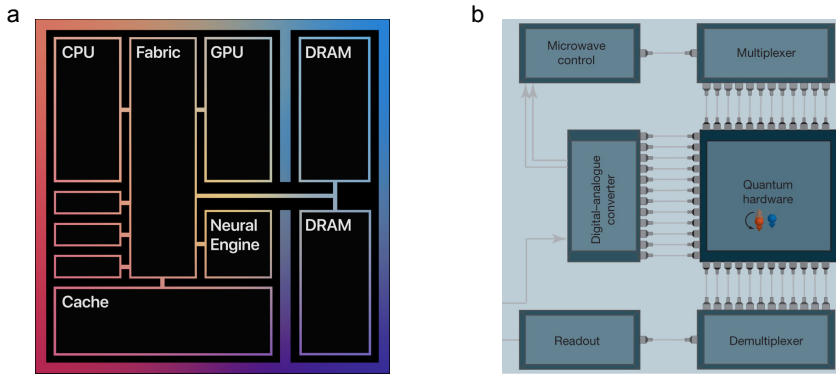 a
CPU
Fabric
GPU
DRAM
Neural
Engine
DRAM
Cache
b
Microwave
control
Multiplexer
Digital–analogue
converter
Quantum
hardware
Readout
Demultiplexer